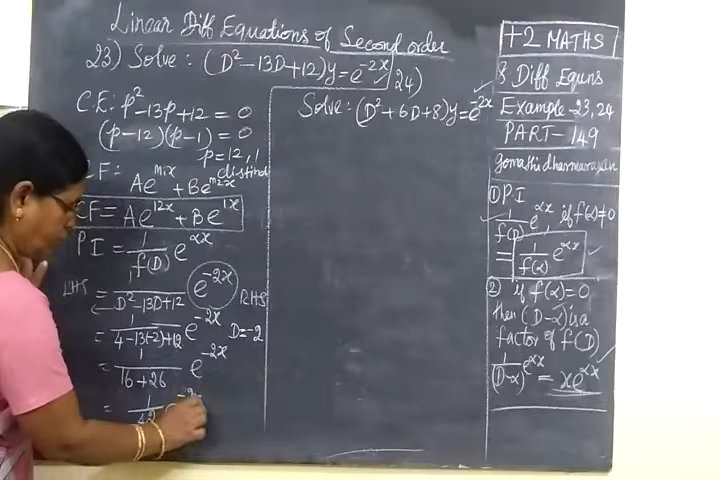 Linear Diff Equations of Second order
23) Solve : (D² -13D+12)y = e^-2x
C.E: p² -13p+12 = 0
(p-12)(p-1) = 0
p = 12, 1
distinct
CF: Ae^m1x + Be^m2x
CF = Ae^12x + Be^1x
PI = 1/f(D) e^αx
LHS = 1/D²-13D+12 e^-2x RHS
= 1/4-13(-2)+12 e^-2x D=-2
= 1/16+26 e^-2x
= 1/42 e^-2x
24)
Solve : (D² + 6D+8)y = e^-2x
+2 MATHS
8 Diff Equns
Example-23,24
PART-149
① PI
1/f(D) e^αx if f(α)≠0
= 1/f(α) e^αx
② if f(α) = 0
then (D-α) is a
factor of f(D)
1/(D-α) e^αx = xe^αx